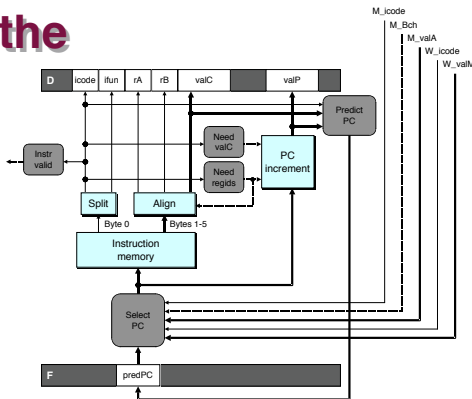 the
M_icode
M_Bch
M_valA
W_icode
W_valM
D icode ifun rA rB valC valP
Predict
PC
Need
valC
Instr
valid
PC
increment
Need
regids
Split
Align
Byte 0
Bytes 1-5
Instruction
memory
Select
PC
F predPC